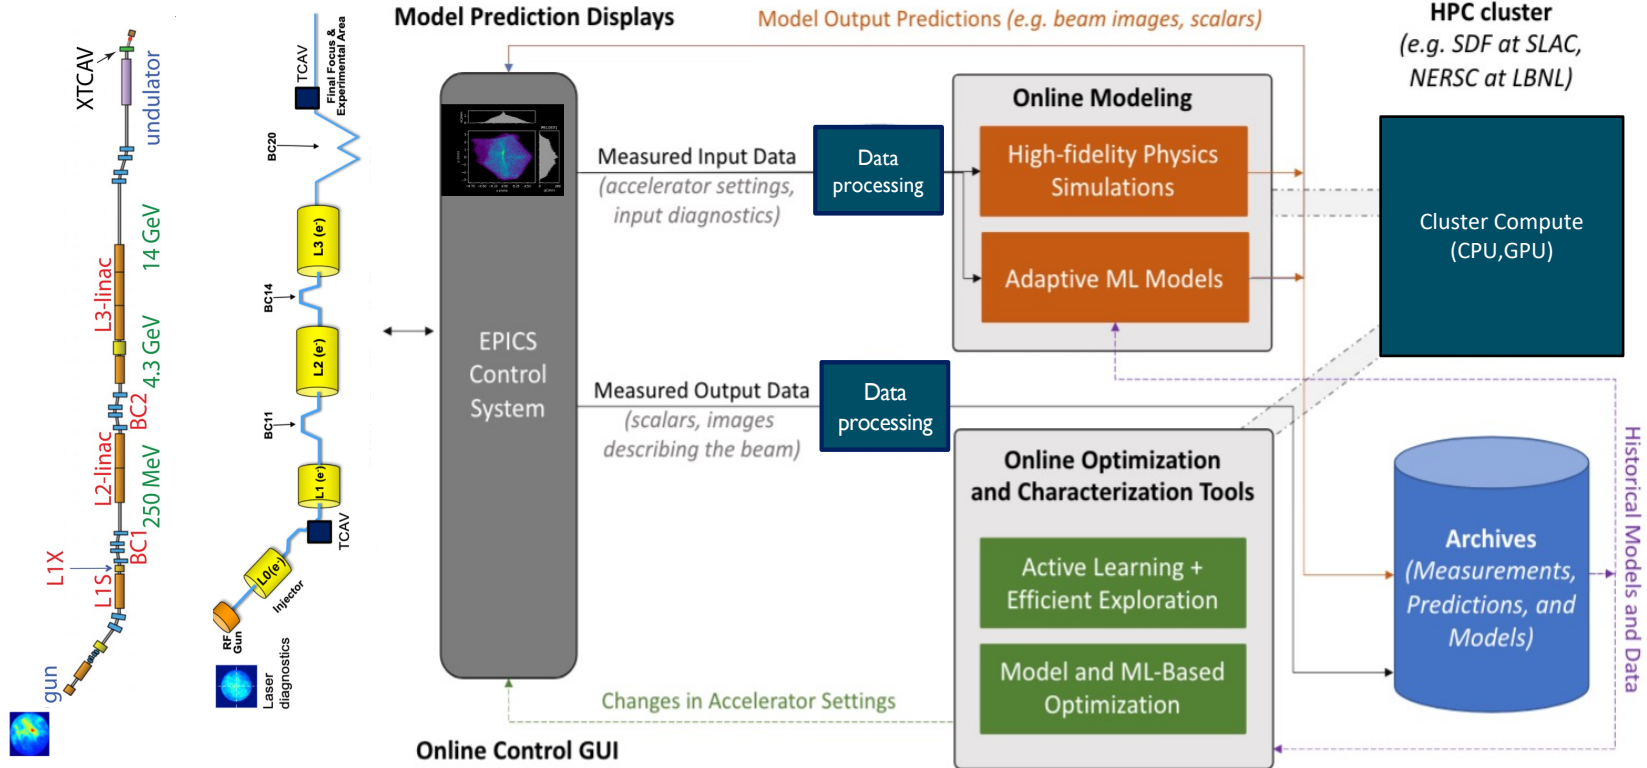 XTCAV
undulator
14 GeV
L3-linac
4.3 GeV
BC2
L2-linac
250 MeV
BC1
L1X
L1S
gun
TCAV
Final Focus &
Experimental Area
BC20
L3 (e-)
BC14
L2 (e-)
BC11
L1 (e-)
TCAV
L0(e-)
Injector
RF
Gun
Laser
diagnostics
Model Prediction Displays
Model Output Predictions (e.g. beam images, scalars)
HPC cluster
(e.g. SDF at SLAC,
NERSC at LBNL)
EPICS
Control
System
Measured Input Data
(accelerator settings,
input diagnostics)
Data
processing
Online Modeling
High-fidelity Physics
Simulations
Adaptive ML Models
Cluster Compute
(CPU,GPU)
Measured Output Data
(scalars, images
describing the beam)
Data
processing
Online Optimization
and Characterization Tools
Active Learning +
Efficient Exploration
Model and ML-Based
Optimization
Archives
(Measurements,
Predictions, and
Models)
Historical Models and Data
Changes in Accelerator Settings
Online Control GUI